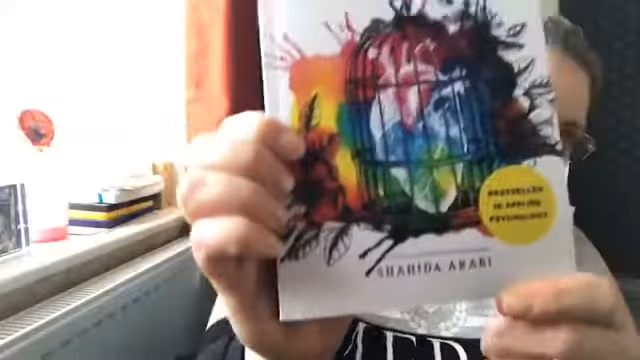 BESTSELLER
IN APPLIED
PSYCHOLOGY
SHAHIDA ARABI